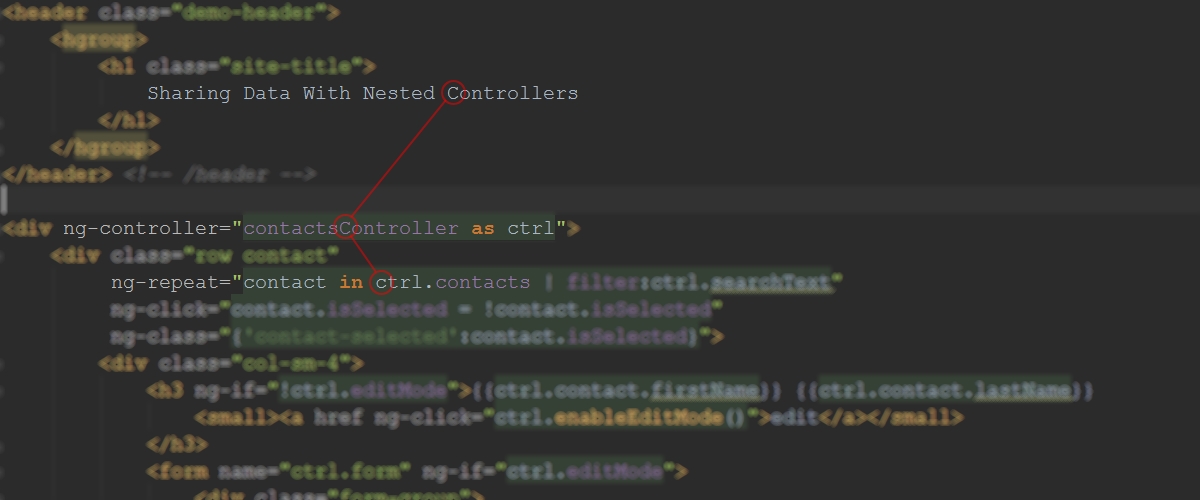 <header class="demo-header">
<hgroup>
<h1 class="site-title">
Sharing Data With Nested Controllers
</h1>
</hgroup>
</header> <!-- /header -->
<div ng-controller="contactsController as ctrl">
<div class="row contact"
ng-repeat="contact in ctrl.contacts | filter:ctrl.searchText"
ng-click="contact.isSelected = !contact.isSelected"
ng-class="{'contact-selected':contact.isSelected}">
<div class="col-sm-4">
<h3 ng-if="!ctrl.editMode">{{ctrl.contact.firstName}} {{ctrl.contact.lastName}}
<small><a href ng-click="ctrl.enableEditMode()">edit</a></small>
</h3>
<form name="ctrl.form" ng-if="ctrl.editMode">
<div class="form-group">